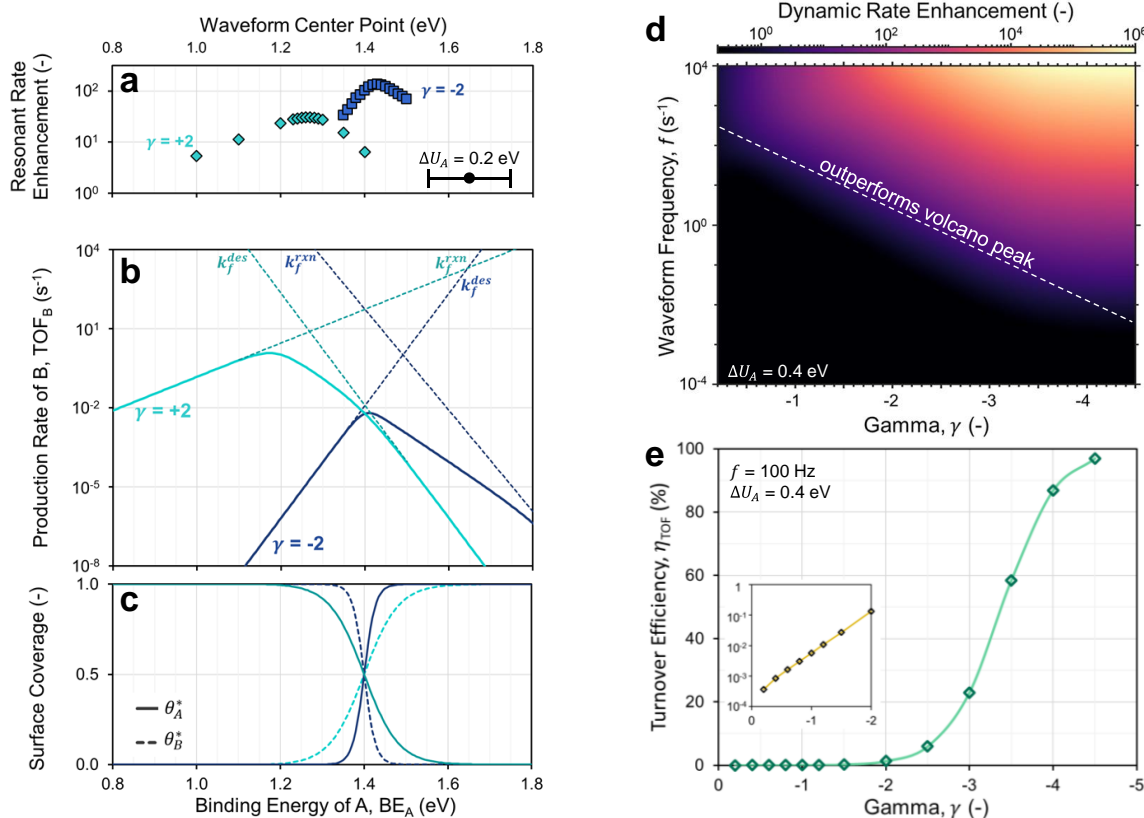 Waveform Center Point (eV)
0.8 1.0 1.2 1.4 1.6 1.8
a
Resonant Rate
Enhancement (-)
10²
10¹
10⁰
γ = +2
γ = -2
ΔU_A = 0.2 eV
b
Production Rate of B, TOF_B (s⁻¹)
10⁴
10¹
10⁻²
10⁻⁵
10⁻⁸
k_f^des
k_f^rxn
k_f^rxn
k_f^des
γ = +2
γ = -2
c
Surface Coverage (-)
1.0
0.5
0.0
θ_A^*
θ_B^*
0.8 1.0 1.2 1.4 1.6 1.8
Binding Energy of A, BE_A (eV)
d
Dynamic Rate Enhancement (-)
10⁰ 10² 10⁴ 10⁶
Waveform Frequency, f (s⁻¹)
10⁴
10⁰
10⁻⁴
outperforms volcano peak
ΔU_A = 0.4 eV
-1 -2 -3 -4
Gamma, γ (-)
e
Turnover Efficiency, η_TOF (%)
100
80
60
40
20
0
f = 100 Hz
ΔU_A = 0.4 eV
1
10⁻¹
10⁻²
10⁻³
10⁻⁴
0 -1 -2
0 -1 -2 -3 -4 -5
Gamma, γ (-)